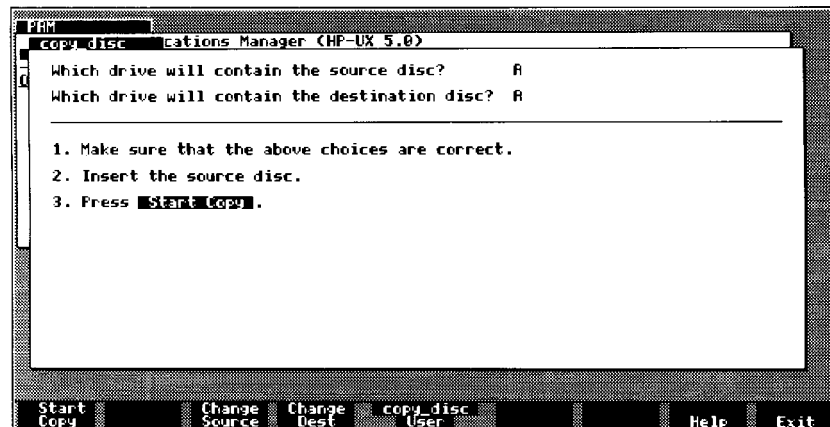 PAM
copy_disc cations Manager (HP-UX 5.0)
Which drive will contain the source disc? A
Which drive will contain the destination disc? A
1. Make sure that the above choices are correct.
2. Insert the source disc.
3. Press Start Copy.
Start Copy
Change Source
Change Dest
copy_disc User
Help
Exit